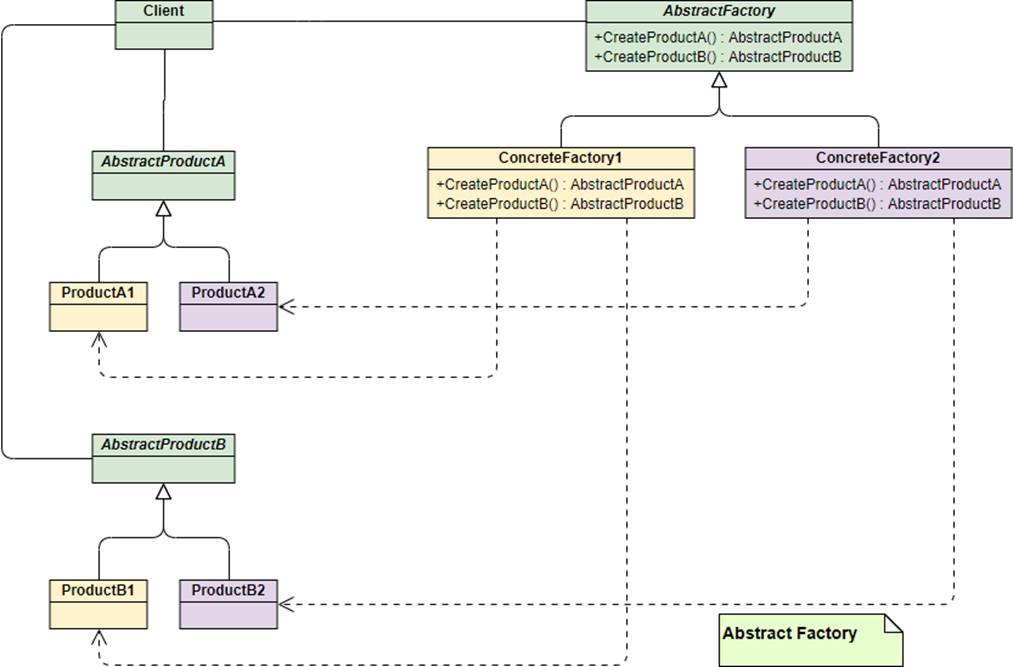 Client
AbstractFactory
+CreateProductA() : AbstractProductA
+CreateProductB() : AbstractProductB
AbstractProductA
ConcreteFactory1
+CreateProductA() : AbstractProductA
+CreateProductB() : AbstractProductB
ConcreteFactory2
+CreateProductA() : AbstractProductA
+CreateProductB() : AbstractProductB
ProductA1
ProductA2
AbstractProductB
ProductB1
ProductB2
Abstract Factory